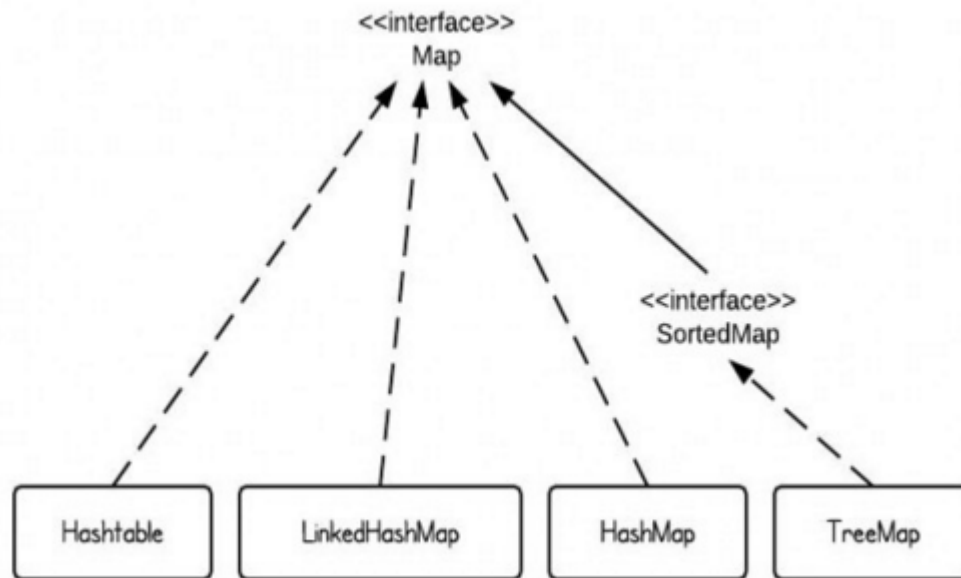 <<interface>>
Map
<<interface>>
SortedMap
Hashtable
LinkedHashMap
HashMap
TreeMap